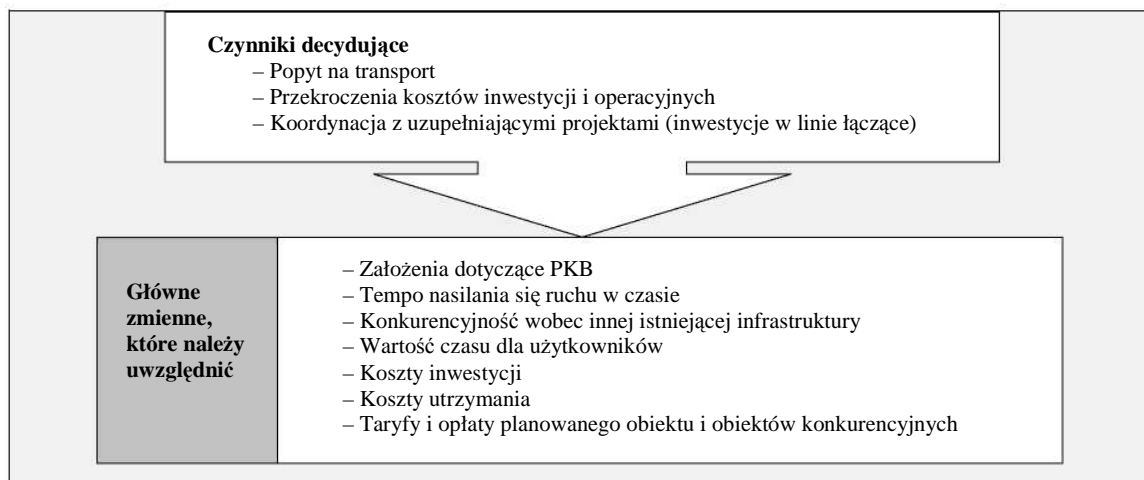 Czynniki decydujące
– Popyt na transport
– Przekroczenia kosztów inwestycji i operacyjnych
– Koordynacja z uzupełniającymi projektami (inwestycje w linie łączące)
Główne
zmienne,
które należy
uwzględnić
– Założenia dotyczące PKB
– Tempo nasilania się ruchu w czasie
– Konkurencyjność wobec innej istniejącej infrastruktury
– Wartość czasu dla użytkowników
– Koszty inwestycji
– Koszty utrzymania
– Taryfy i opłaty planowanego obiektu i obiektów konkurencyjnych